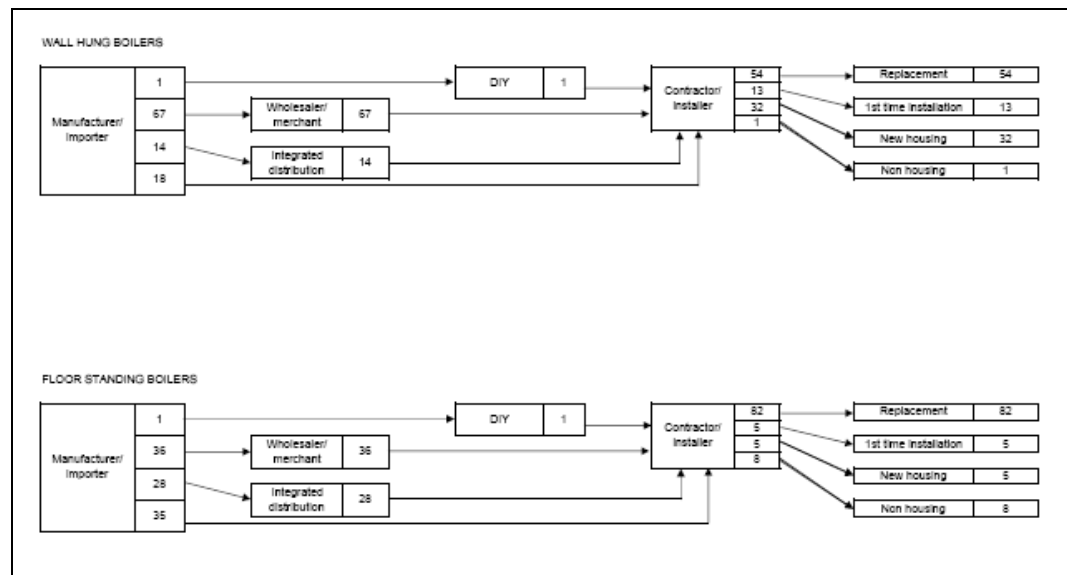 WALL HUNG BOILERS
Manufacturer/
Importer
1
67
14
18
Wholesaler/
merchant
67
Integrated
distribution
14
DIY
1
Contractor/
Installer
54
13
32
1
Replacement
54
1st time Installation
13
New housing
32
Non housing
1
FLOOR STANDING BOILERS
Manufacturer/
Importer
1
36
28
35
Wholesaler/
merchant
36
Integrated
distribution
28
DIY
1
Contractor/
Installer
82
5
5
8
Replacement
82
1st time Installation
5
New housing
5
Non housing
8